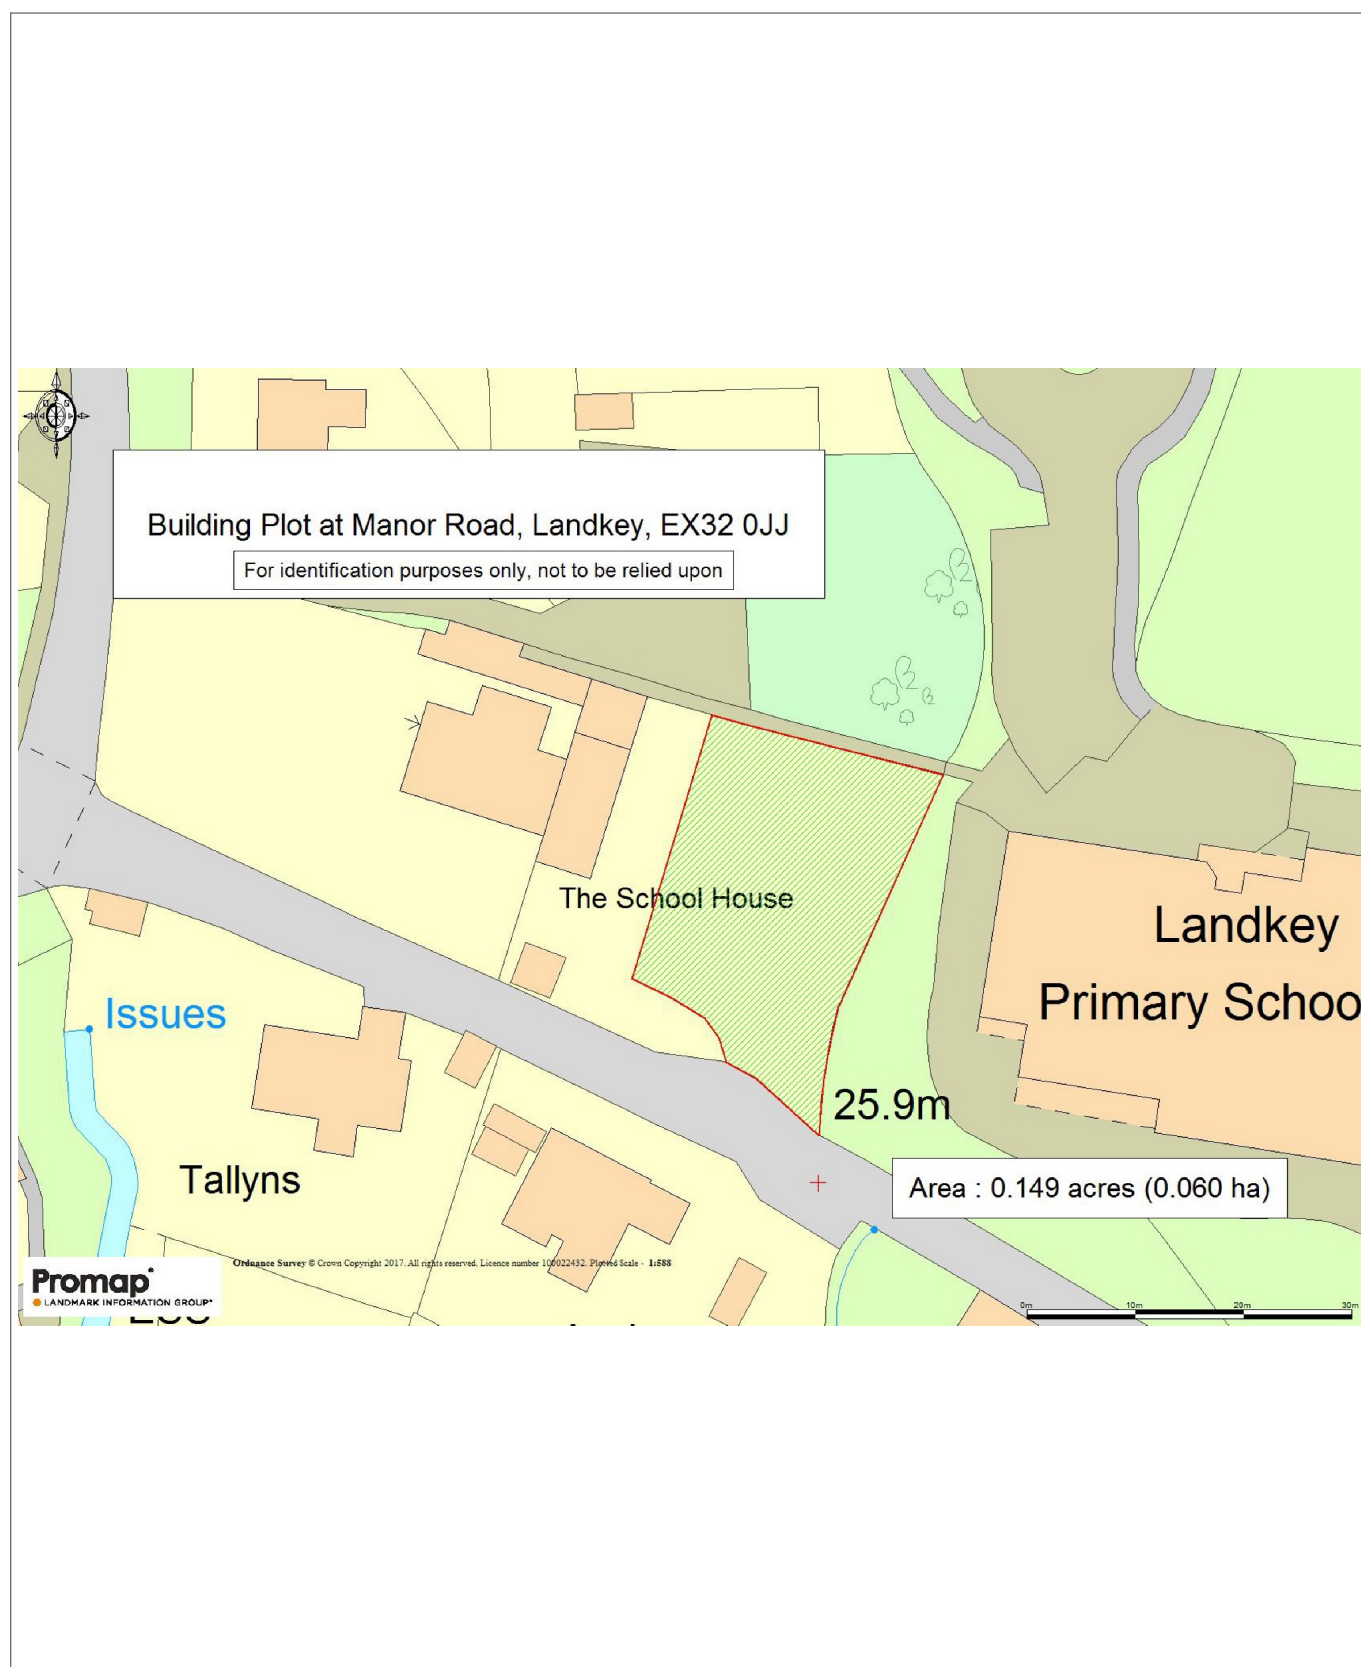 Building Plot at Manor Road, Landkey, EX32 0JJ
For identification purposes only, not to be relied upon
The School House
Landkey
Primary Schoo
Issues
25.9m
Tallyns
Area : 0.149 acres (0.060 ha)
Ordnance Survey © Crown Copyright 2017. All rights reserved. Licence number 100022432. Plotted Scale - 1:588
Promap
LANDMARK INFORMATION GROUP
0m 10m 20m 30m